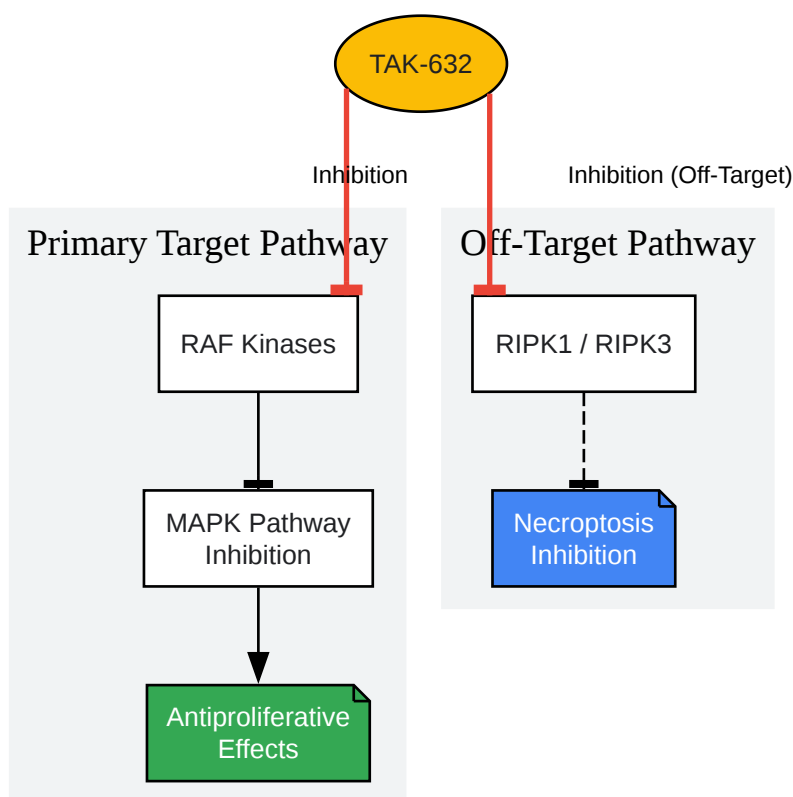 TAK-632
Inhibition
Inhibition (Off-Target)
Primary Target Pathway
Off-Target Pathway
RAF Kinases
RIPK1 / RIPK3
MAPK Pathway
Inhibition
Necroptosis
Inhibition
Antiproliferative
Effects